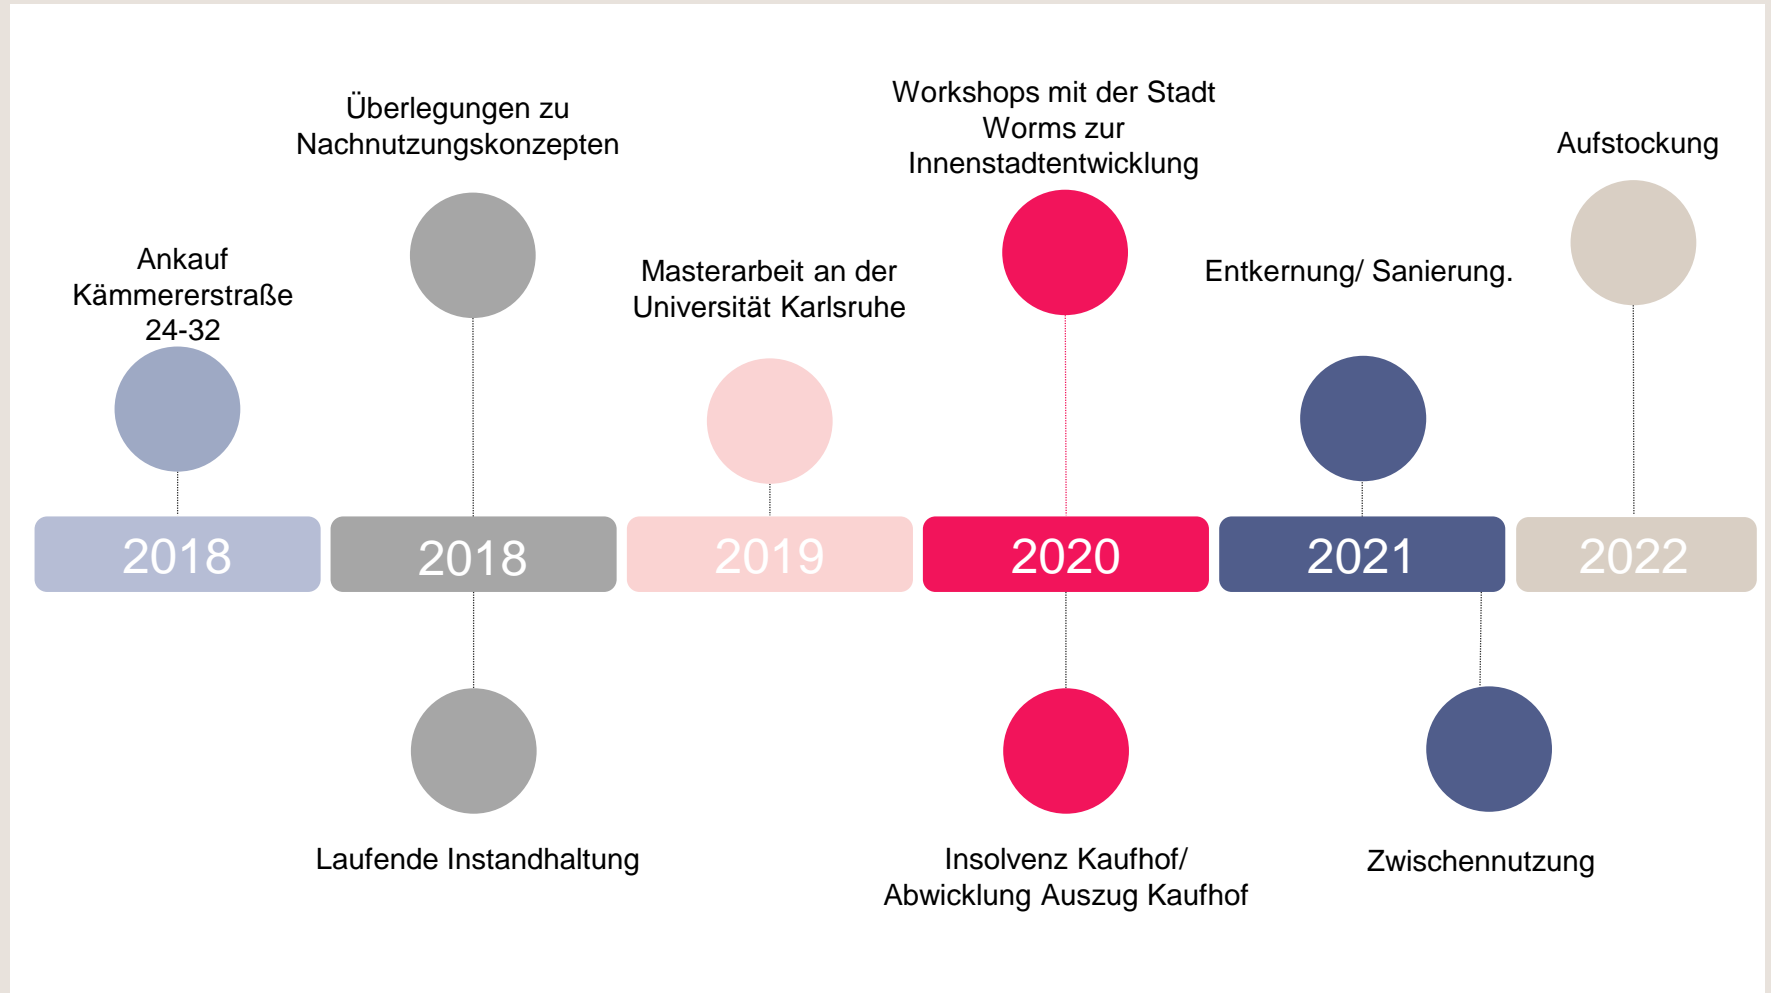 Ankauf
Kämmererstraße
24-32
Überlegungen zu
Nachnutzungskonzepten
Masterarbeit an der
Universität Karlsruhe
Workshops mit der Stadt
Worms zur
Innenstadtentwicklung
Entkernung/ Sanierung.
Aufstockung
2018
2018
2019
2020
2021
2022
Laufende Instandhaltung
Insolvenz Kaufhof/
Abwicklung Auszug Kaufhof
Zwischennutzung